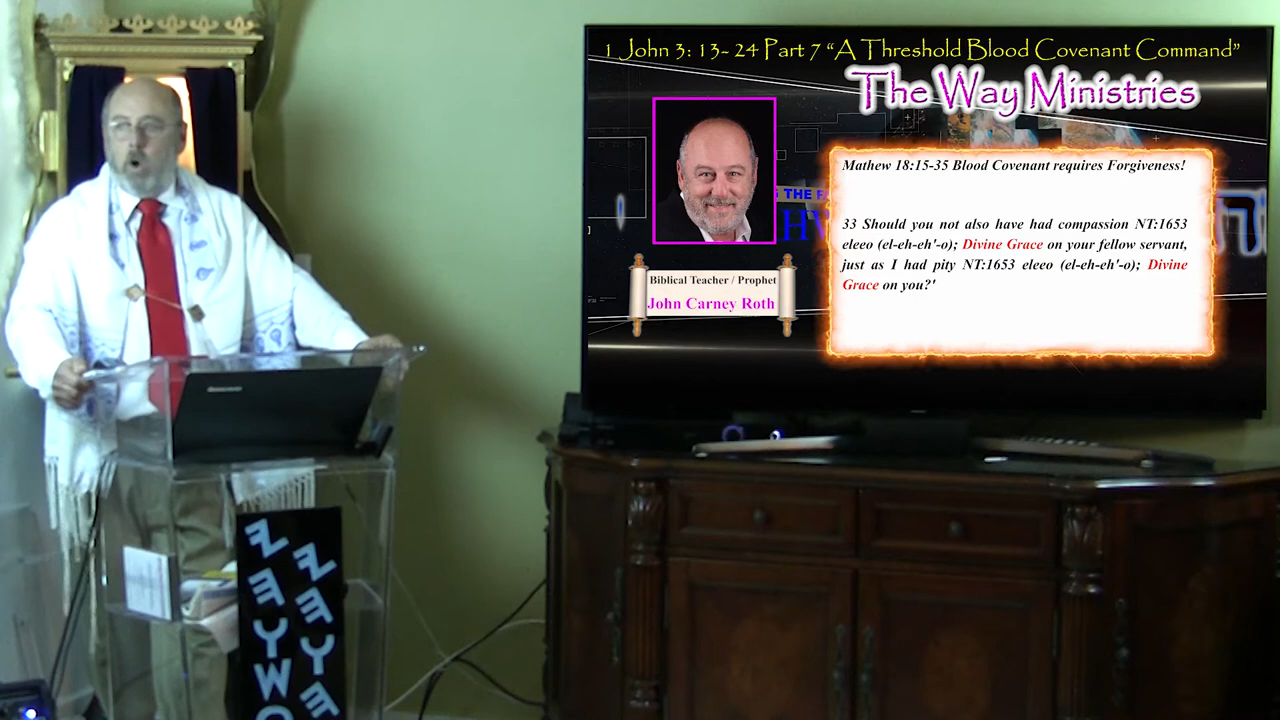 1 John 3: 13- 24 Part 7 “A Threshold Blood Covenant Command”
The Way Ministries
Mathew 18:15-35 Blood Covenant requires Forgiveness!
33 Should you not also have had compassion NT:1653
eleeo (el-eh-eh'-o); Divine Grace on your fellow servant,
just as I had pity NT:1653 eleeo (el-eh-eh'-o); Divine
Grace on you?'
THE
Biblical Teacher / Prophet
John Carney Roth